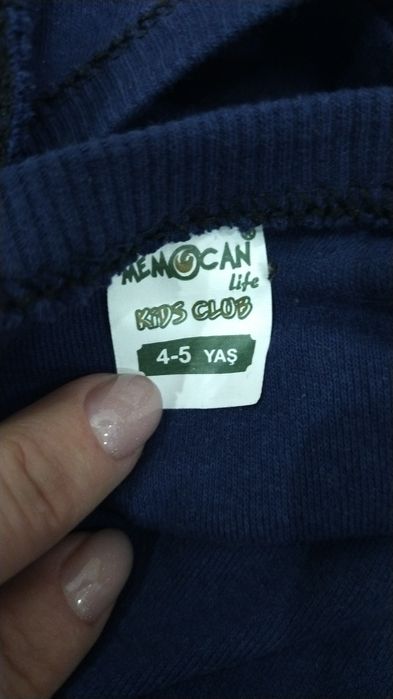 MEMOCAN®
life
KiDS CLUB
4-5 YAŞ